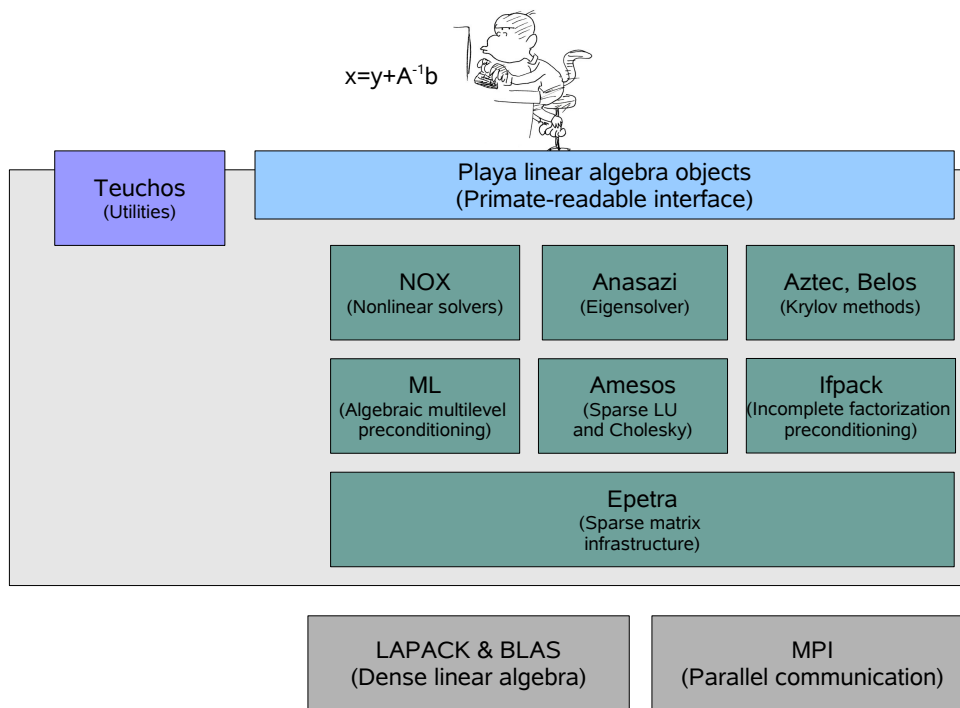 x=y+A⁻¹b
Playa linear algebra objects
(Primate-readable interface)
Teuchos
(Utilities)
NOX
(Nonlinear solvers)
Anasazi
(Eigensolver)
Aztec, Belos
(Krylov methods)
ML
(Algebraic multilevel
preconditioning)
Amesos
(Sparse LU
and Cholesky)
Ifpack
(Incomplete factorization
preconditioning)
Epetra
(Sparse matrix
infrastructure)
LAPACK & BLAS
(Dense linear algebra)
MPI
(Parallel communication)